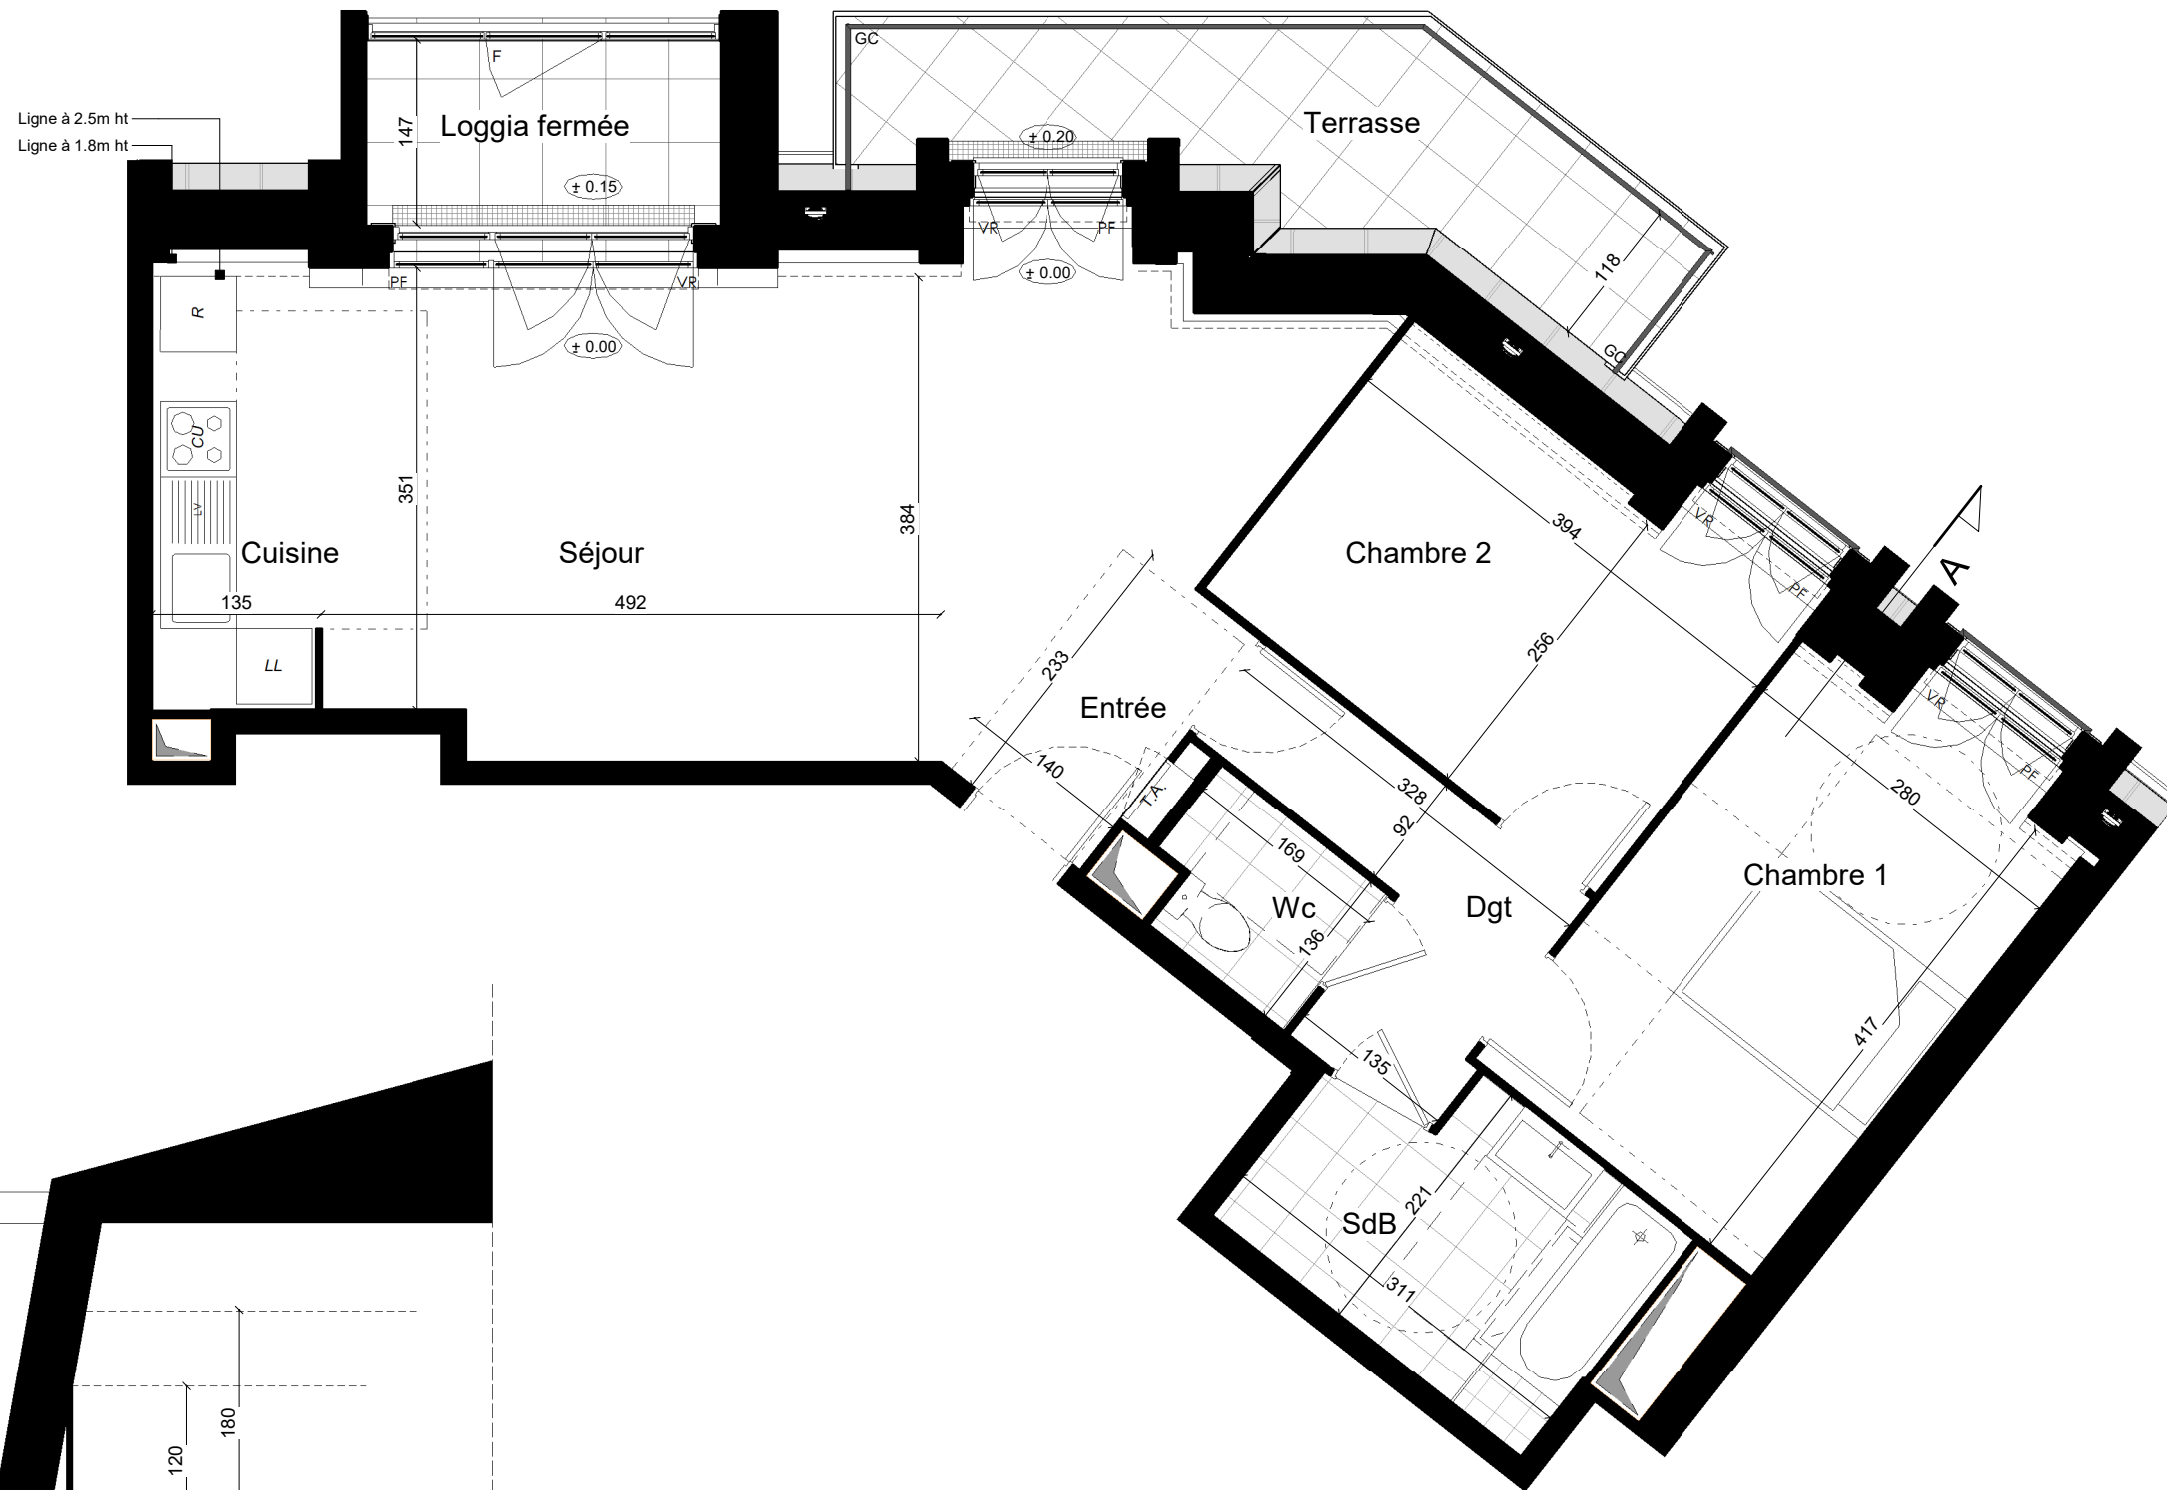 GC
F
Ligne à 2.5m ht
Ligne à 1.8m ht
147
Loggia fermée
Terrasse
± 0.20
± 0.15
VR
PF
118
PF
VR
± 0.00
R
± 0.00
GC
CU
351
384
LV
394
VR
PF
A
Cuisine
Séjour
Chambre 2
135
492
256
LL
233
Entrée
VR
PF
140
T.A.
328
92
280
169
Chambre 1
Wc
Dgt
136
135
417
221
SdB
311
180
120